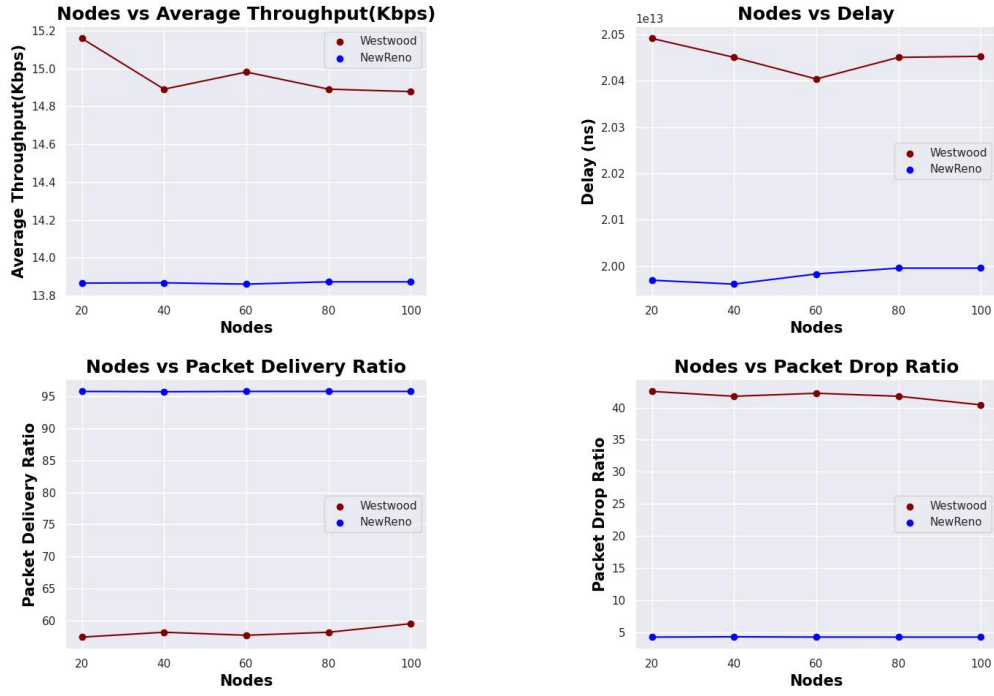 Nodes vs Average Throughput(Kbps)
Average Throughput(Kbps)
15.2
15.0
14.8
14.6
14.4
14.2
14.0
13.8
Westwood
NewReno
20 40 60 80 100
Nodes
Nodes vs Delay
1e13
Delay (ns)
2.05
2.04
2.03
2.02
2.01
2.00
Westwood
NewReno
20 40 60 80 100
Nodes
Nodes vs Packet Delivery Ratio
Packet Delivery Ratio
95
90
85
80
75
70
65
60
Westwood
NewReno
20 40 60 80 100
Nodes
Nodes vs Packet Drop Ratio
Packet Drop Ratio
40
35
30
25
20
15
10
5
Westwood
NewReno
20 40 60 80 100
Nodes